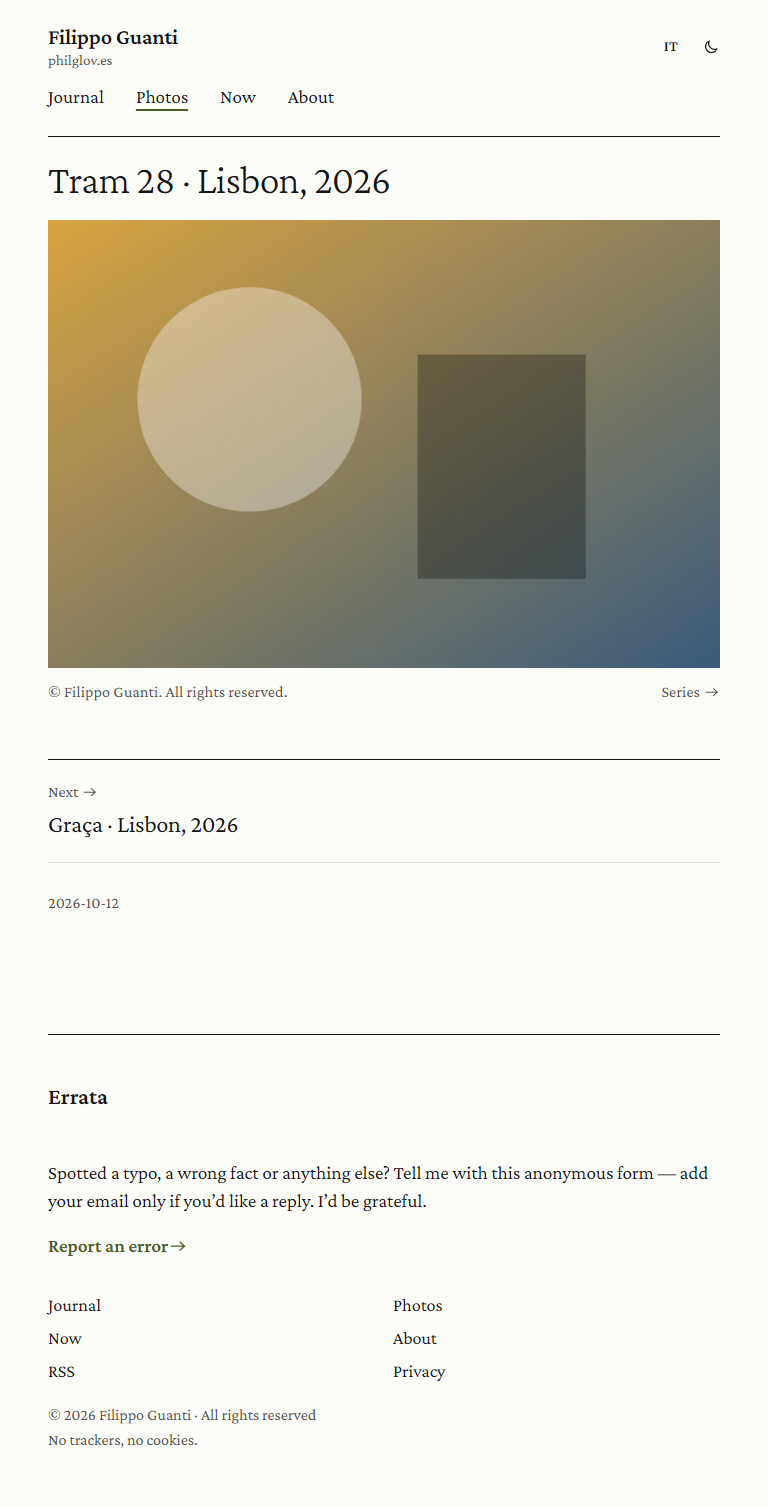 Filippo Guanti
philglov.es
IT
Journal Photos Now About
Tram 28 · Lisbon, 2026
© Filippo Guanti. All rights reserved.
Series →
Next →
Graça · Lisbon, 2026
2026-10-12
Errata
Spotted a typo, a wrong fact or anything else? Tell me with this anonymous form — add
your email only if you’d like a reply. I’d be grateful.
Report an error→
Journal Photos
Now About
RSS Privacy
© 2026 Filippo Guanti · All rights reserved
No trackers, no cookies.